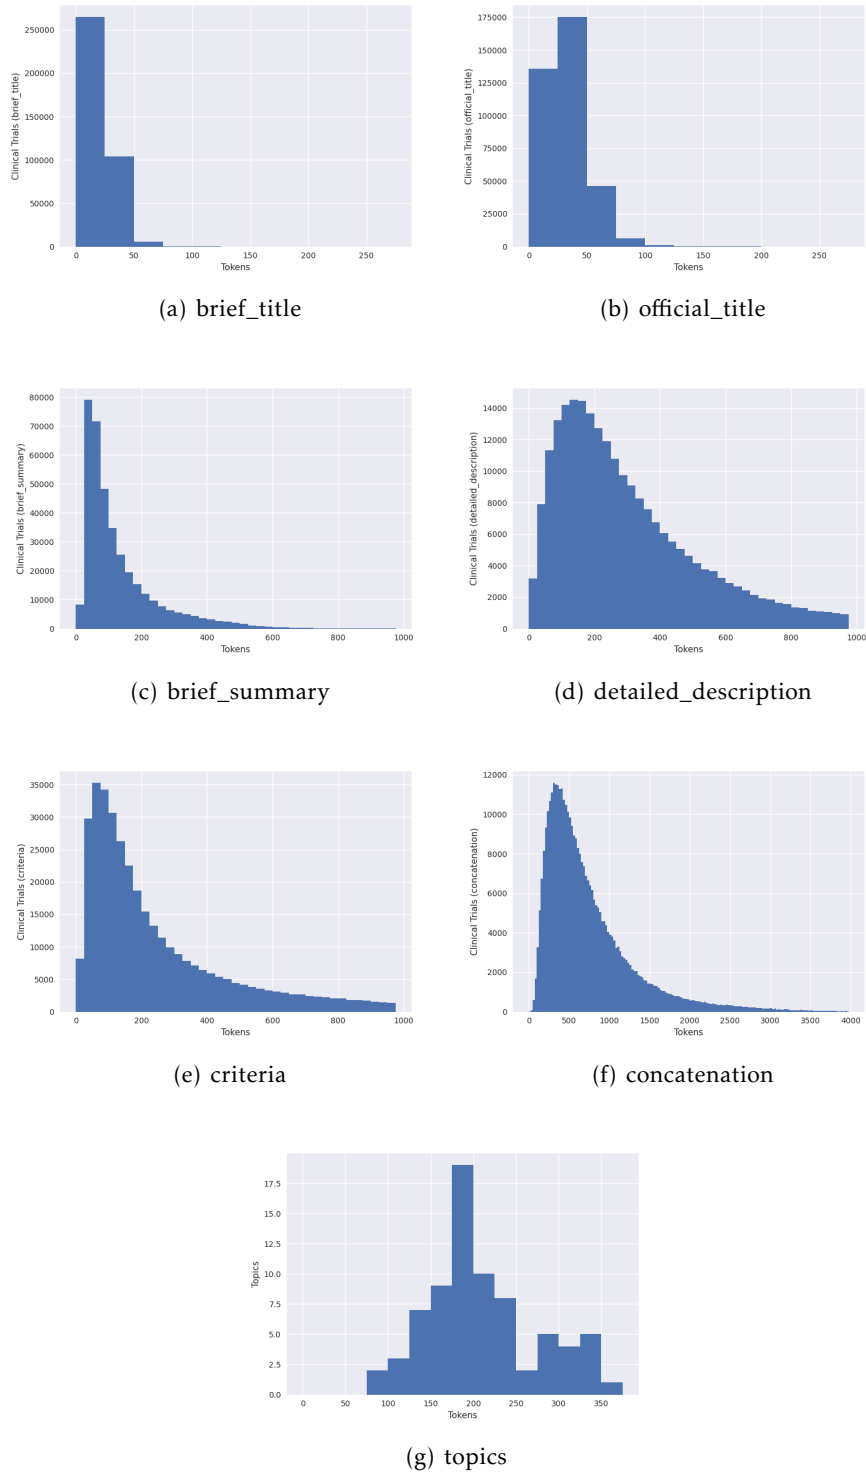 250000
200000
150000
100000
50000
0
Clinical Trials (brief_title)
0 50 100 150 200 250
Tokens
(a) brief_title
175000
150000
125000
100000
75000
50000
25000
0
Clinical Trials (official_title)
0 50 100 150 200 250
Tokens
(b) official_title
80000
70000
60000
50000
40000
30000
20000
10000
0
Clinical Trials (brief_summary)
0 200 400 600 800 1000
Tokens
(c) brief_summary
14000
12000
10000
8000
6000
4000
2000
0
Clinical Trials (detailed_description)
0 200 400 600 800 1000
Tokens
(d) detailed_description
35000
30000
25000
20000
15000
10000
5000
0
Clinical Trials (criteria)
0 200 400 600 800 1000
Tokens
(e) criteria
12000
10000
8000
6000
4000
2000
0
Clinical Trials (concatenation)
0 500 1000 1500 2000 2500 3000 3500 4000
Tokens
(f) concatenation
17.5
15.0
12.5
10.0
7.5
5.0
2.5
0.0
Topics
0 50 100 150 200 250 300 350
Tokens
(g) topics